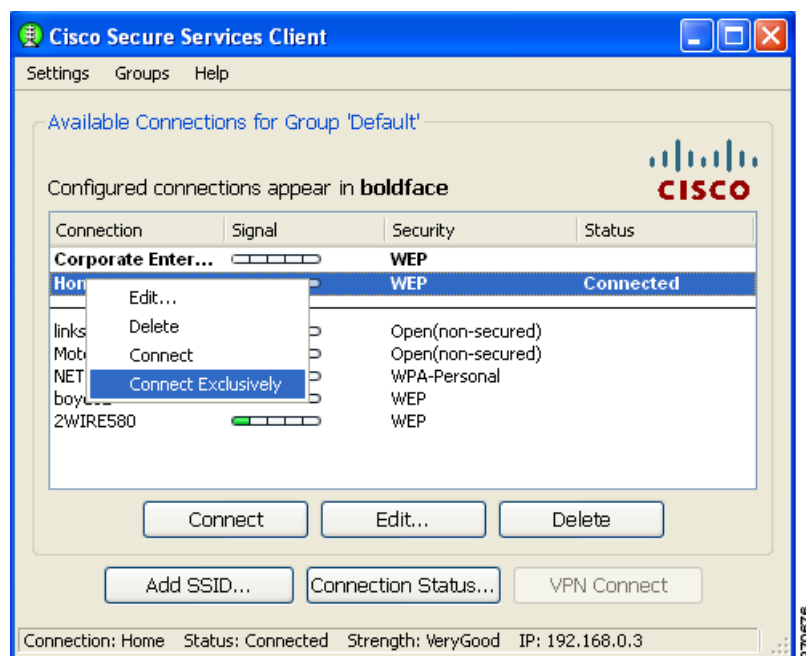 Cisco Secure Services Client
Settings Groups Help
Available Connections for Group 'Default'
Configured connections appear in boldface
CISCO
Connection Signal Security Status
Corporate Enter... WEP
Hon WEP Connected
Edit...
Delete
Connect
Connect Exclusively
links Open(non-secured)
Moto Open(non-secured)
NET WPA-Personal
WEP
2WIRE580 WEP
Connect Edit... Delete
Add SSID... Connection Status... VPN Connect
Connection: Home Status: Connected Strength: VeryGood IP: 192.168.0.3
270676